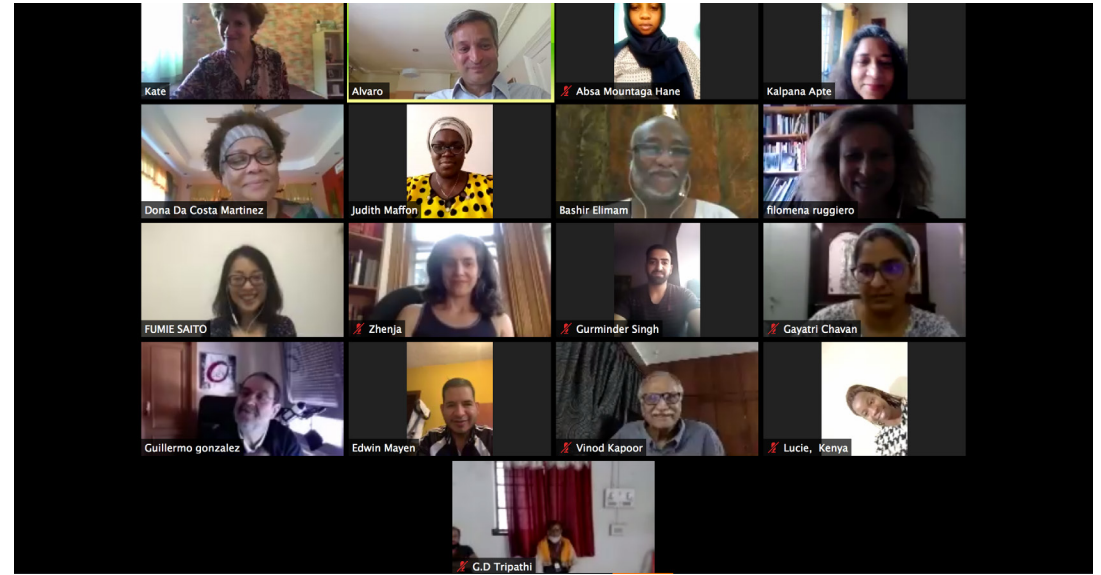 Kate
Alvaro
Absa Mountaga Hane
Kalpana Apte
Dona Da Costa Martinez
Judith Maffon
Bashir Elimam
filomena ruggiero
FUMIE SAITO
Zhenja
Gurminder Singh
Gayatri Chavan
Guillermo gonzalez
Edwin Mayen
Vinod Kapoor
Lucie, Kenya
G.D Tripathi